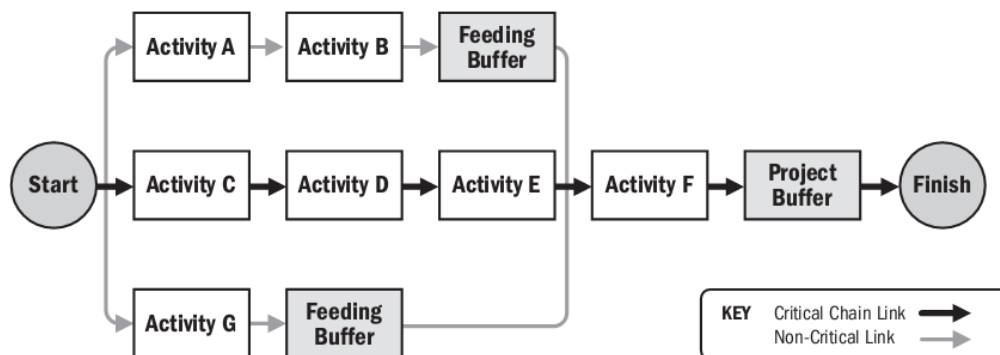 Activity A
Activity B
Feeding
Buffer
Start
Activity C
Activity D
Activity E
Activity F
Project
Buffer
Finish
Activity G
Feeding
Buffer
KEY
Critical Chain Link
Non-Critical Link